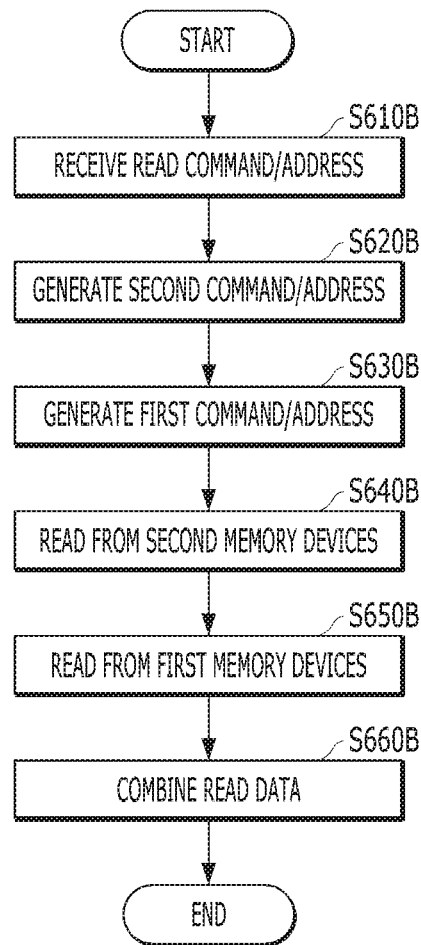 START
S610B
RECEIVE READ COMMAND/ADDRESS
S620B
GENERATE SECOND COMMAND/ADDRESS
S630B
GENERATE FIRST COMMAND/ADDRESS
S640B
READ FROM SECOND MEMORY DEVICES
S650B
READ FROM FIRST MEMORY DEVICES
S660B
COMBINE READ DATA
END